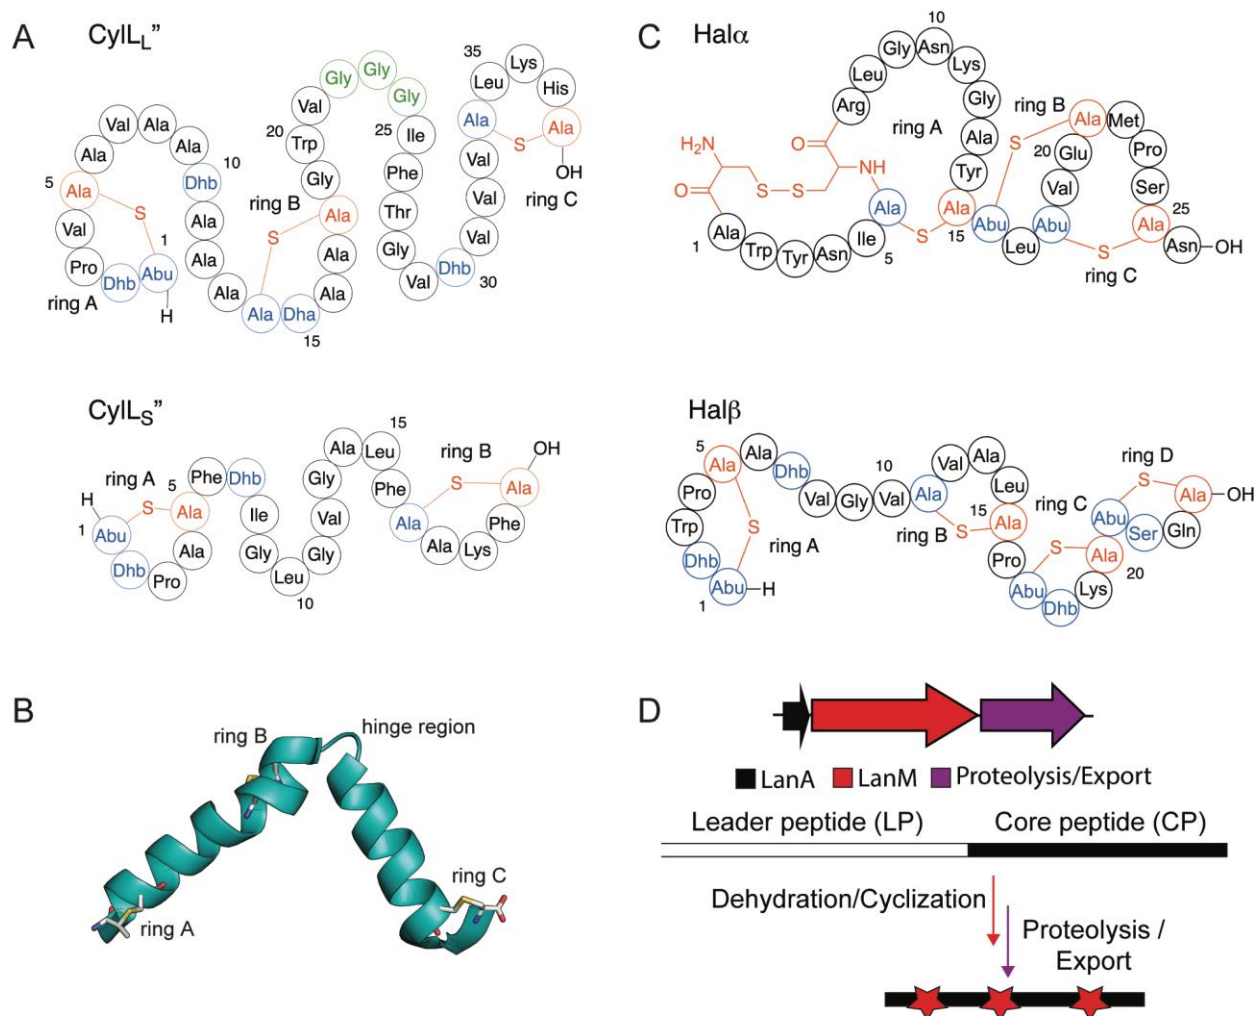 A
CylL_L”
H
1
Abu
Dhb
Pro
Val
5
Ala
S
ring A
Ala
Val
Ala
Ala
10
Dhb
Ala
Ala
Ala
Ala
Dha
15
Ala
Ala
Ala
S
ring B
Gly
Trp
20
Val
Gly
Gly
Gly
25
Ile
Phe
Thr
Gly
Val
Dhb
30
Val
Val
Val
Ala
35
Leu
Lys
His
Ala
S
OH
ring C
CylL_S”
H
1
Abu
Dhb
Pro
Ala
5
Ala
S
ring A
Phe
Dhb
Ile
Gly
Leu
10
Gly
Val
Gly
Ala
15
Leu
Phe
Ala
Ala
Lys
Phe
Ala
S
OH
ring B
B
ring A
ring B
hinge region
ring C
C
Halα
H2N
O
S
S
O
NH
1
Ala
Trp
Tyr
Asn
Ile
5
Ala
S
Arg
Leu
Gly
10
Asn
Lys
Gly
Ala
Tyr
Ala
15
ring A
Abu
Leu
Abu
Val
20
Glu
Ala
S
ring B
Met
Pro
Ser
25
Ala
S
ring C
Asn
OH
Halβ
1
Abu
H
Dhb
Trp
Pro
5
Ala
S
ring A
Ala
Dhb
Val
Gly
10
Val
Ala
Val
Ala
Leu
15
Ala
S
ring B
Pro
Abu
Dhb
Lys
20
Ala
S
ring C
Abu
Ser
Gln
Ala
S
ring D
OH
D
LanA LanM Proteolysis/Export
Leader peptide (LP) Core peptide (CP)
Dehydration/Cyclization
Proteolysis /
Export